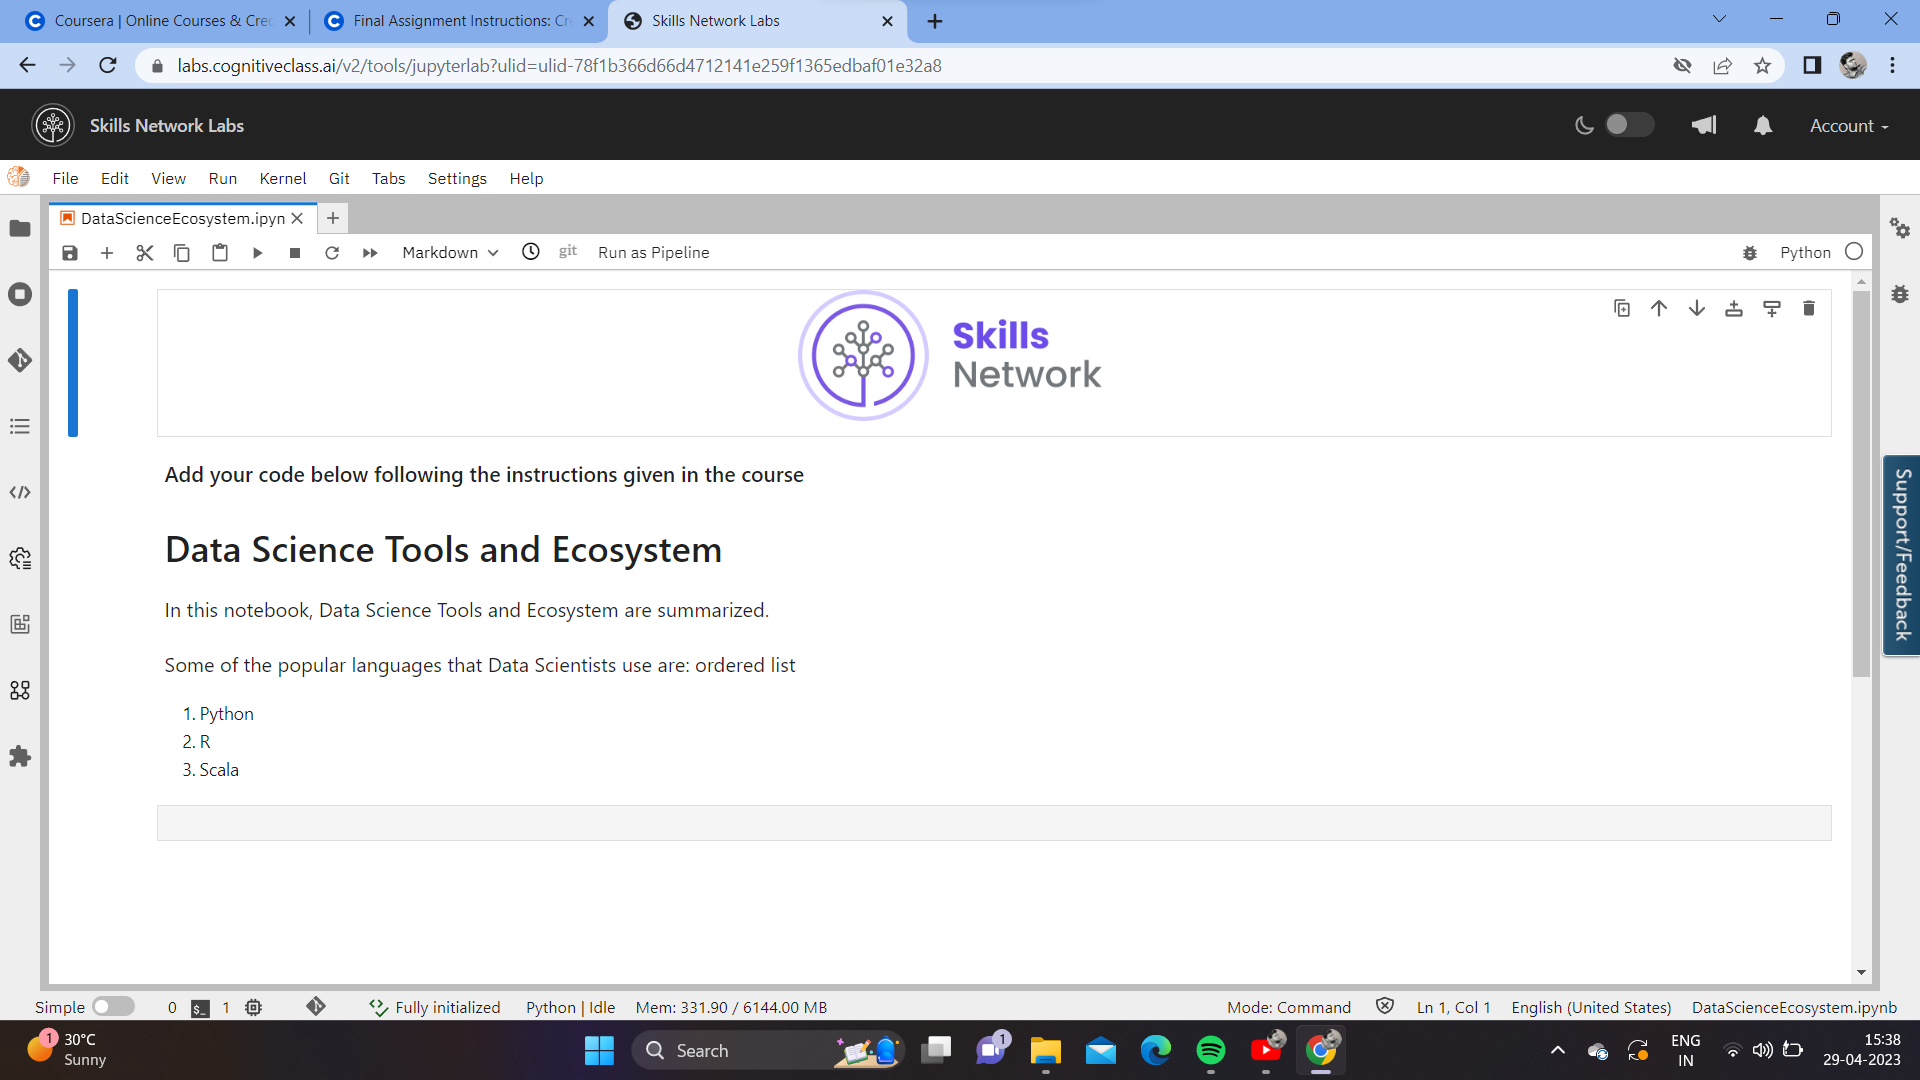 Coursera | Online Courses & Cre
Final Assignment Instructions: Cr
Skills Network Labs
labs.cognitiveclass.ai/v2/tools/jupyterlab?ulid=ulid-78f1b366d66d4712141e259f1365edbaf01e32a8
Skills Network Labs
Account
File Edit View Run Kernel Git Tabs Settings Help
DataScienceEcosystem.ipyn
Markdown git Run as Pipeline Python
Skills
Network
Add your code below following the instructions given in the course
Data Science Tools and Ecosystem
In this notebook, Data Science Tools and Ecosystem are summarized.
Some of the popular languages that Data Scientists use are: ordered list
1. Python
2. R
3. Scala
Support/Feedback
Simple 0 $_ 1 Fully initialized Python | Idle Mem: 331.90 / 6144.00 MB Mode: Command Ln 1, Col 1 English (United States) DataScienceEcosystem.ipynb
1
30°C
Sunny
Search
1
ENG
IN
15:38
29-04-2023